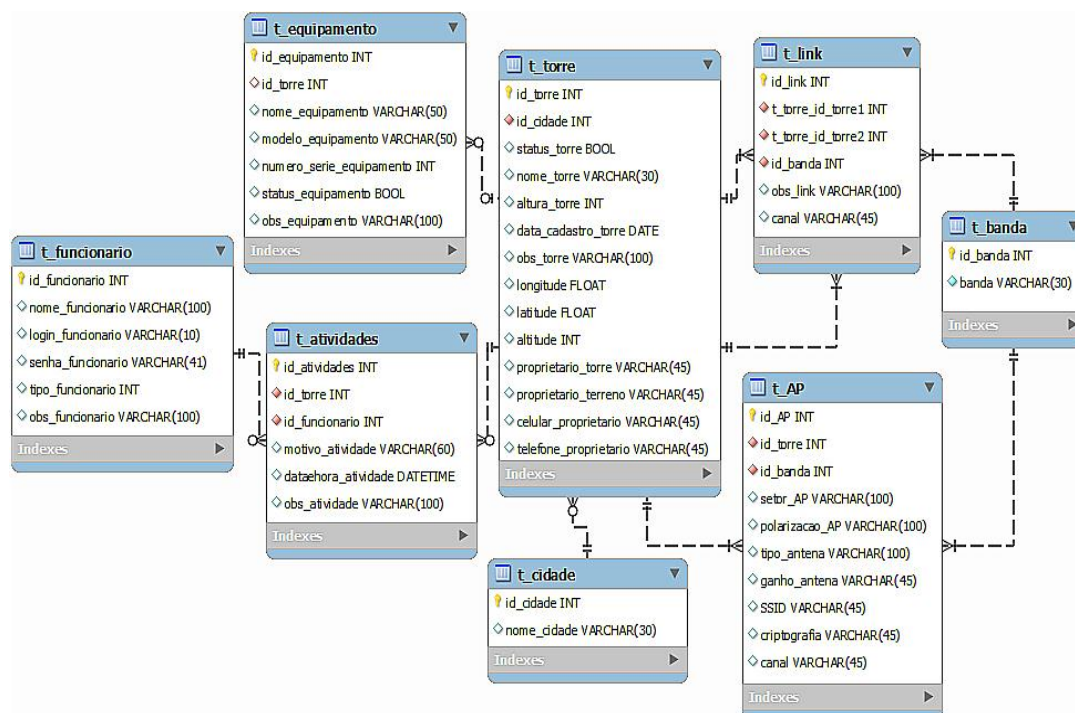 t_equipamento
id_equipamento INT
id_torre INT
nome_equipamento VARCHAR(50)
modelo_equipamento VARCHAR(50)
numero_serie_equipamento INT
status_equipamento BOOL
obs_equipamento VARCHAR(100)
Indexes
t_torre
id_torre INT
id_cidade INT
status_torre BOOL
nome_torre VARCHAR(30)
altura_torre INT
data_cadastro_torre DATE
obs_torre VARCHAR(100)
longitude FLOAT
latitude FLOAT
altitude INT
proprietario_torre VARCHAR(45)
proprietario_terreno VARCHAR(45)
celular_proprietario VARCHAR(45)
telefone_proprietario VARCHAR(45)
Indexes
t_link
id_link INT
t_torre_id_torre1 INT
t_torre_id_torre2 INT
id_banda INT
obs_link VARCHAR(100)
canal VARCHAR(45)
Indexes
t_banda
id_banda INT
banda VARCHAR(30)
Indexes
t_funcionario
id_funcionario INT
nome_funcionario VARCHAR(100)
login_funcionario VARCHAR(10)
senha_funcionario VARCHAR(41)
tipo_funcionario INT
obs_funcionario VARCHAR(100)
Indexes
t_atividades
id_atividades INT
id_torre INT
id_funcionario INT
motivo_atividade VARCHAR(60)
dataehora_atividade DATETIME
obs_atividade VARCHAR(100)
Indexes
t_cidade
id_cidade INT
nome_cidade VARCHAR(30)
Indexes
t_AP
id_AP INT
id_torre INT
id_banda INT
setor_AP VARCHAR(100)
polarizacao_AP VARCHAR(100)
tipo_antena VARCHAR(100)
ganho_antena VARCHAR(45)
SSID VARCHAR(45)
criptografia VARCHAR(45)
canal VARCHAR(45)
Indexes